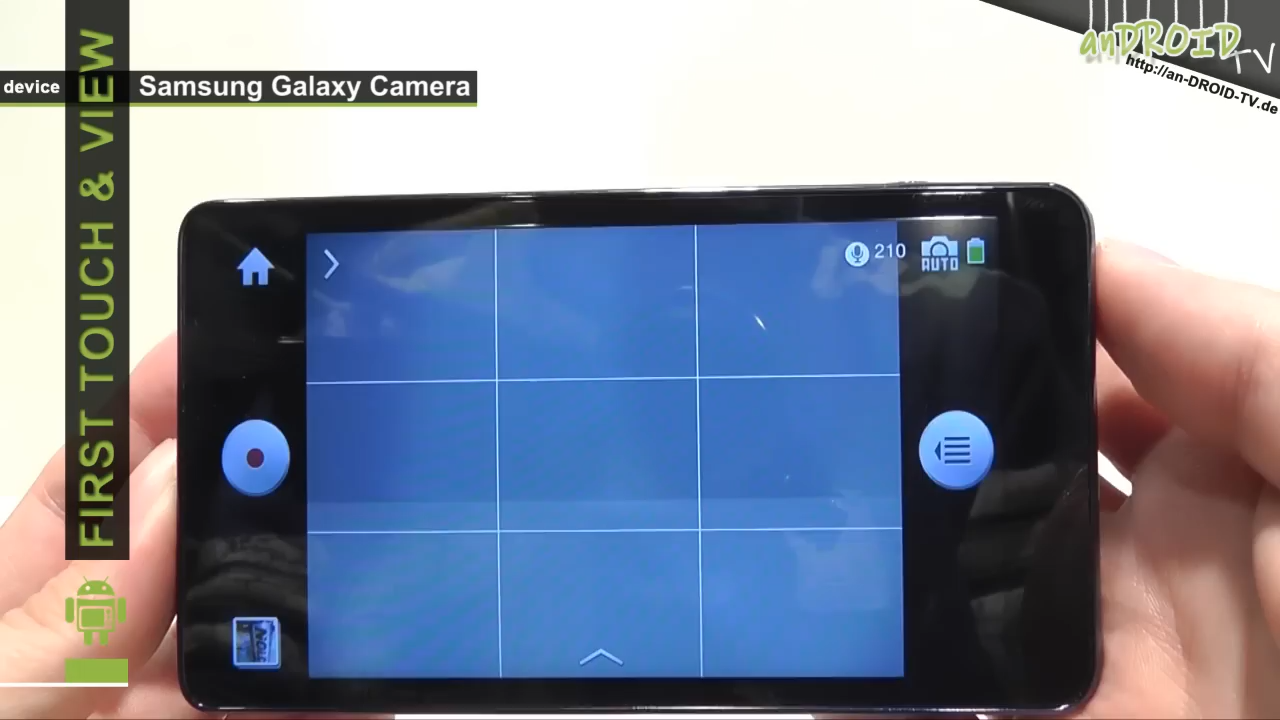 anDROID
TV
http://an-DROID-TV.de
device
Samsung Galaxy Camera
FIRST TOUCH & VIEW
210
AUTO